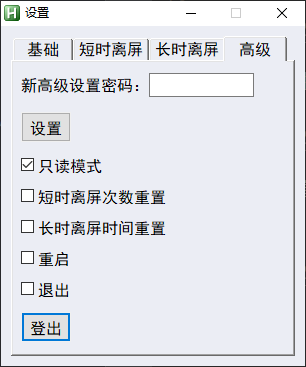 设置
基础 短时离屏 长时离屏 高级
新高级设置密码：
设置
只读模式
短时离屏次数重置
长时离屏时间重置
重启
退出
登出